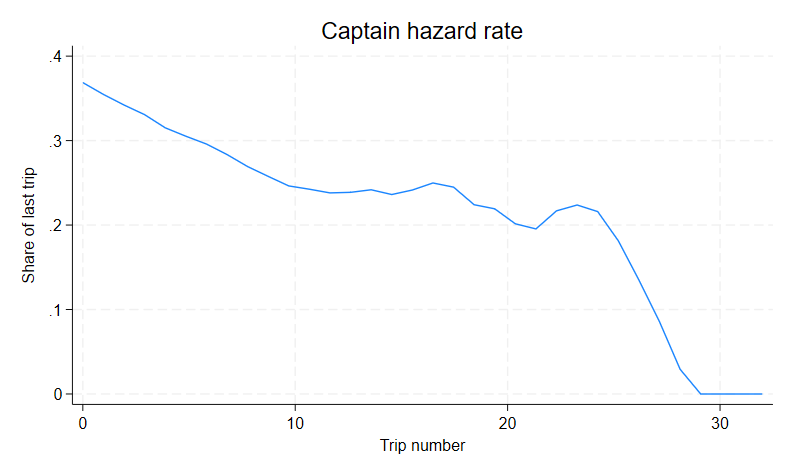 Captain hazard rate
.4
.3
.2
.1
0
Share of last trip
0 10 20 30
Trip number